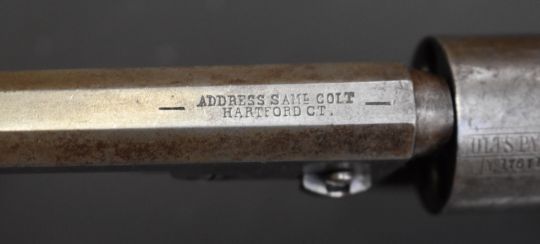 — ADDRESS SAML COLT —
HARTFORD CT.